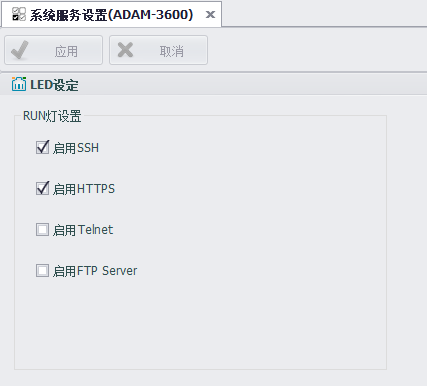 系统服务设置(ADAM-3600)
应用 取消
LED设定
RUN灯设置
启用SSH
启用HTTPS
启用Telnet
启用FTP Server